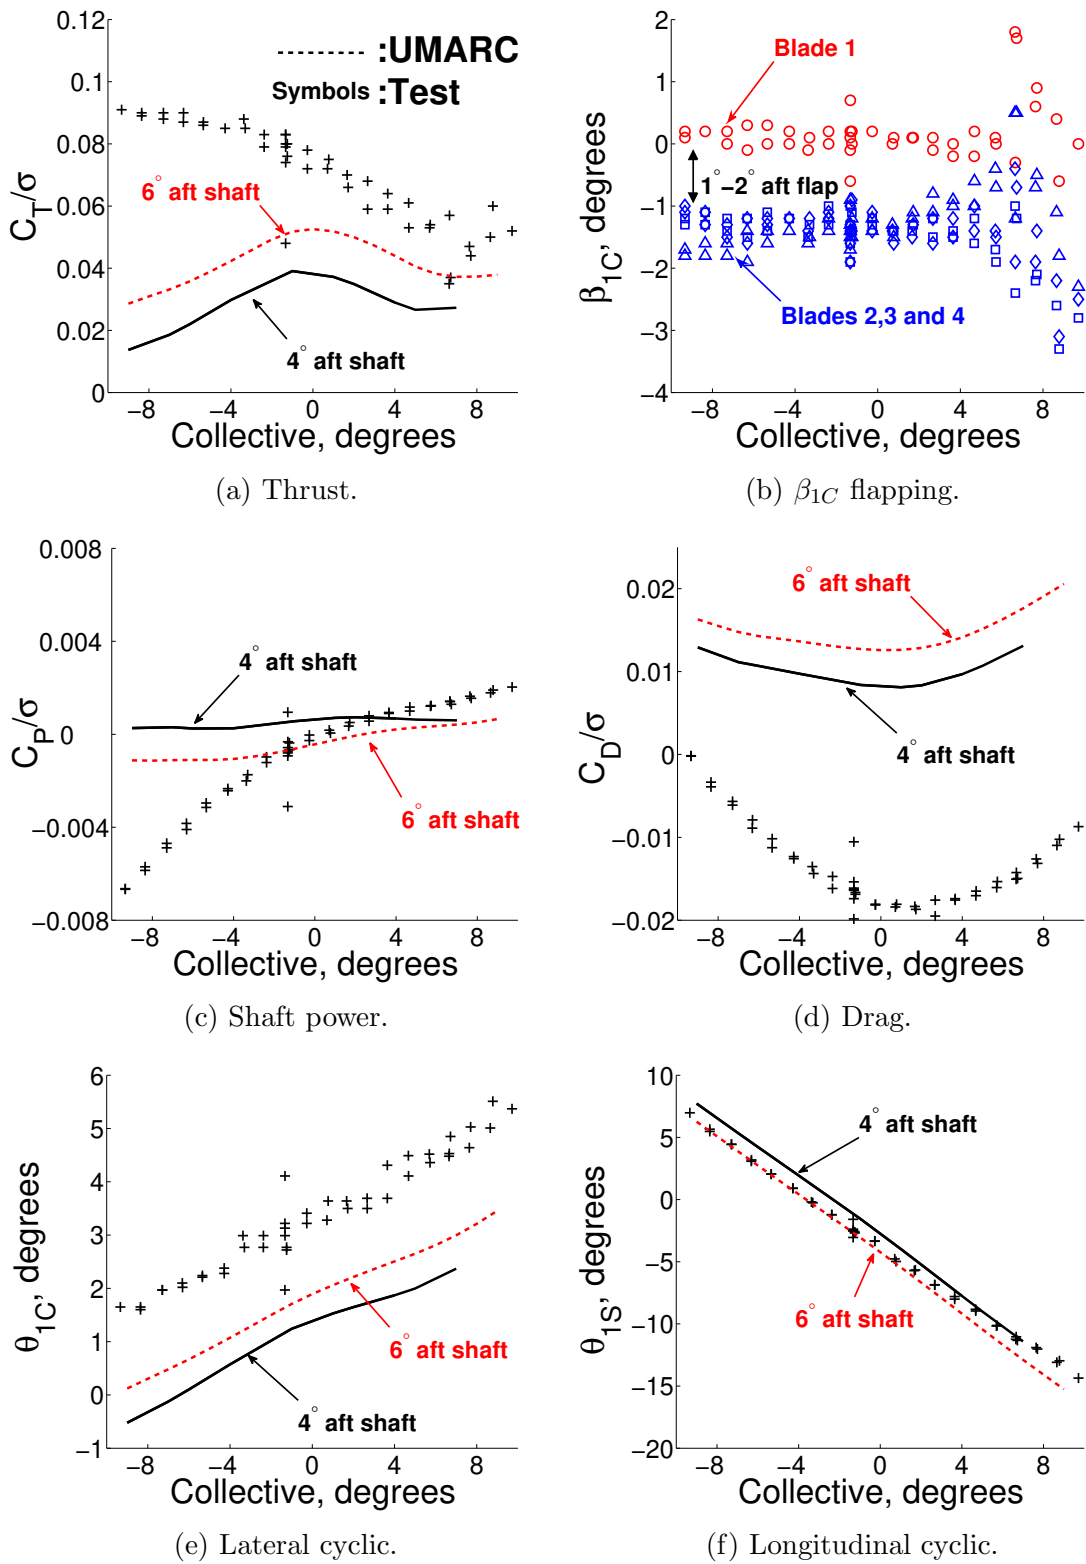 0.12
0.1
0.08
0.06
0.04
0.02
0
C_T/σ
:UMARC
Symbols :Test
6° aft shaft
4° aft shaft
−8 −4 0 4 8
Collective, degrees
(a) Thrust.
2
1
0
−1
−2
−3
−4
β_1C, degrees
Blade 1
1°−2° aft flap
Blades 2,3 and 4
−8 −4 0 4 8
Collective, degrees
(b) β_1C flapping.
0.008
0.004
0
−0.004
−0.008
C_P/σ
4° aft shaft
6° aft shaft
−8 −4 0 4 8
Collective, degrees
(c) Shaft power.
0.02
0.01
0
−0.01
−0.02
C_D/σ
6° aft shaft
4° aft shaft
−8 −4 0 4 8
Collective, degrees
(d) Drag.
6
5
4
3
2
1
0
−1
θ_1C, degrees
6° aft shaft
4° aft shaft
−8 −4 0 4 8
Collective, degrees
(e) Lateral cyclic.
10
5
0
−5
−10
−15
−20
θ_1S, degrees
4° aft shaft
6° aft shaft
−8 −4 0 4 8
Collective, degrees
(f) Longitudinal cyclic.